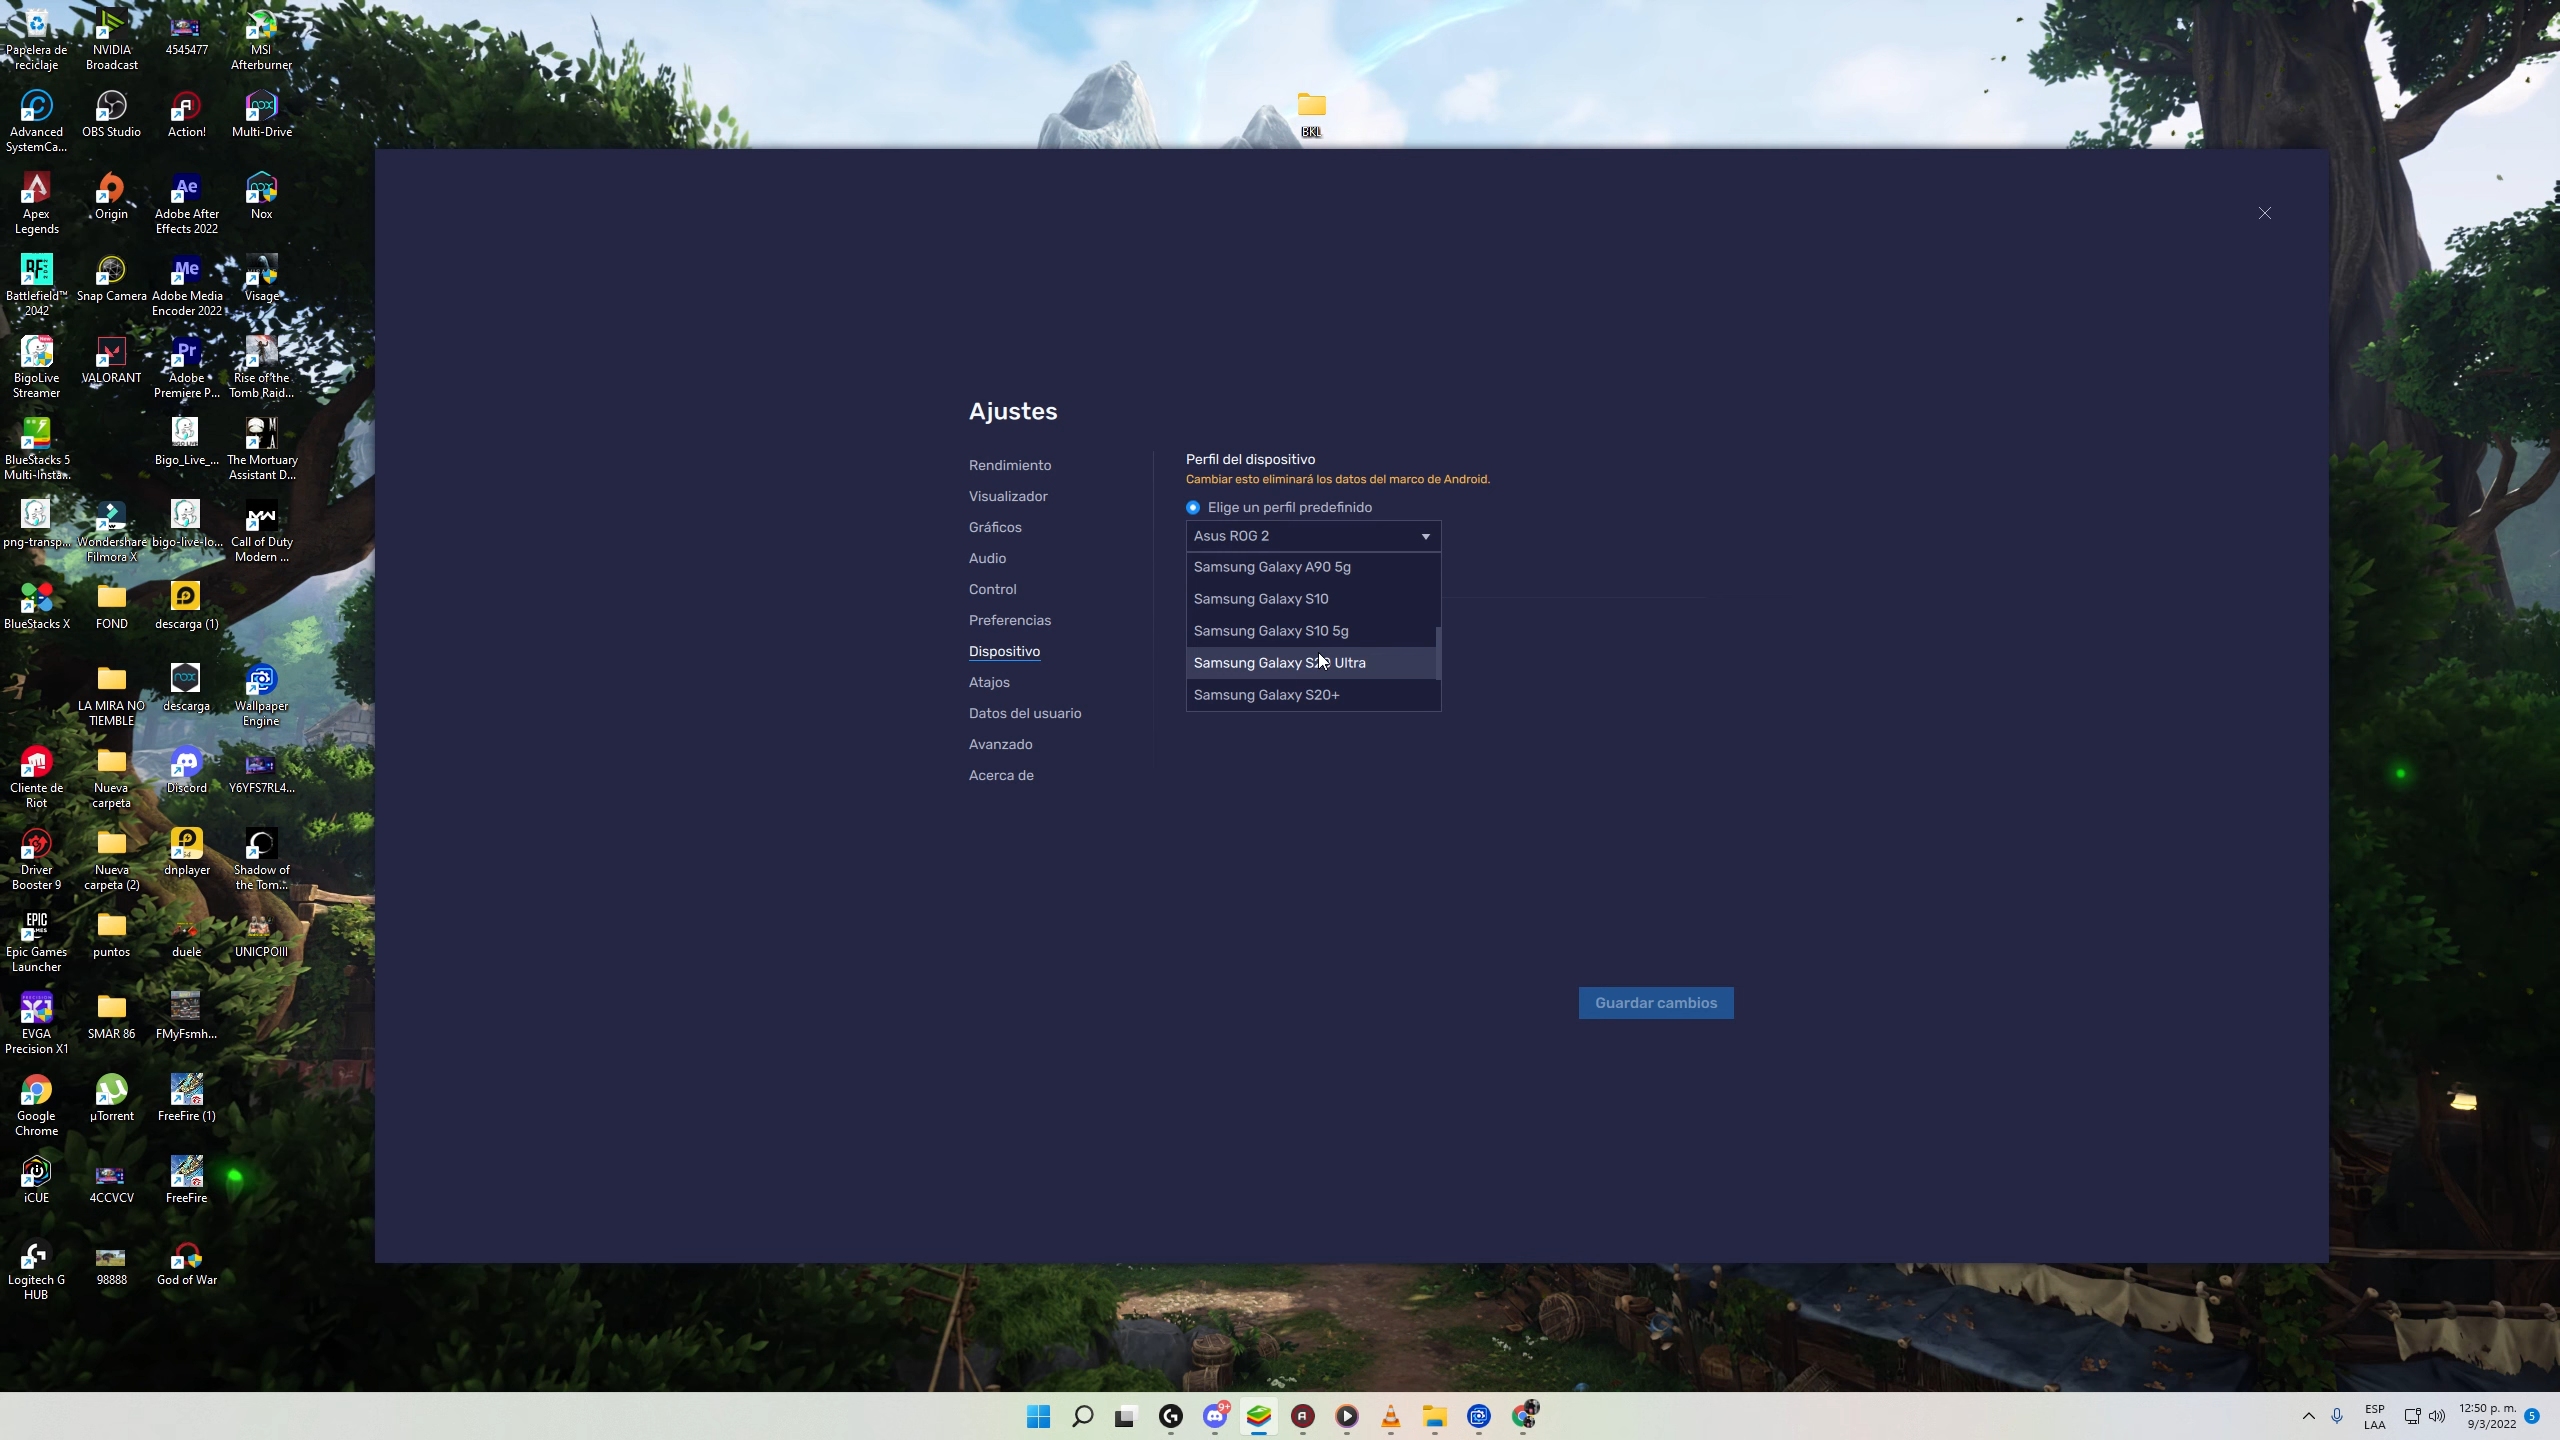 Papelera de
reciclaje
NVIDIA
Broadcast
4545477
MSI
Afterburner
Advanced
SystemCa...
OBS Studio
Action!
Multi-Drive
BKL
Apex
Legends
Origin
Adobe After
Effects 2022
Nox
Battlefield™
2042
Snap Camera
Adobe Media
Encoder 2022
Visage
BigoLive
Streamer
VALORANT
Adobe
Premiere P...
Rise of the
Tomb Raid...
BlueStacks 5
Multi-Insta...
Bigo_Live_...
The Mortuary
Assistant D...
png-transp...
Wondershare
Filmora X
bigo-live-lo...
Call of Duty
Modern ...
BlueStacks X
FOND
descarga (1)
LA MIRA NO
TIEMBLE
descarga
Wallpaper
Engine
Cliente de
Riot
Nueva
carpeta
Discord
Y6YFS7RL4...
Driver
Booster 9
Nueva
carpeta (2)
dnplayer
Shadow of
the Tom...
Epic Games
Launcher
puntos
duele
UNICPOIII
EVGA
Precision X1
SMAR 86
FMyFsmh...
Google
Chrome
µTorrent
FreeFire (1)
iCUE
4CCVCV
FreeFire
Logitech G
HUB
98888
God of War
Ajustes
Rendimiento
Visualizador
Gráficos
Audio
Control
Preferencias
Dispositivo
Atajos
Datos del usuario
Avanzado
Acerca de
Perfil del dispositivo
Cambiar esto eliminará los datos del marco de Android.
Elige un perfil predefinido
Asus ROG 2
Samsung Galaxy A90 5g
Samsung Galaxy S10
Samsung Galaxy S10 5g
Samsung Galaxy S20 Ultra
Samsung Galaxy S20+
Guardar cambios
9+
ESP
LAA
12:50 p. m.
9/3/2022
5